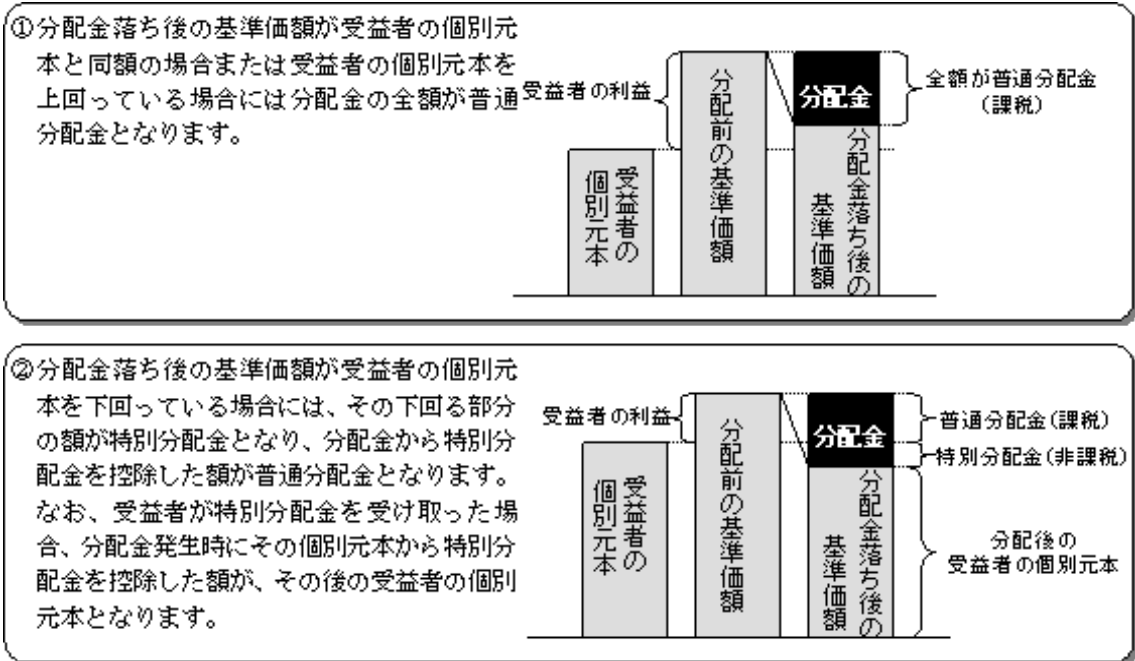 ①分配金落ち後の基準価額が受益者の個別元
本と同額の場合または受益者の個別元本を
上回っている場合には分配金の全額が普通
分配金となります。
受益者の利益
受益者の
個別元本
分配前の基準価額
分配金
分配金落ち後の
基準価額
全額が普通分配金
(課税)
②分配金落ち後の基準価額が受益者の個別元
本を下回っている場合には、その下回る部分
の額が特別分配金となり、分配金から特別分
配金を控除した額が普通分配金となります。
なお、受益者が特別分配金を受け取った場
合、分配金発生時にその個別元本から特別分
配金を控除した額が、その後の受益者の個別
元本となります。
受益者の利益
受益者の
個別元本
分配前の基準価額
分配金
分配金落ち後の
基準価額
普通分配金(課税)
特別分配金(非課税)
分配後の
受益者の個別元本